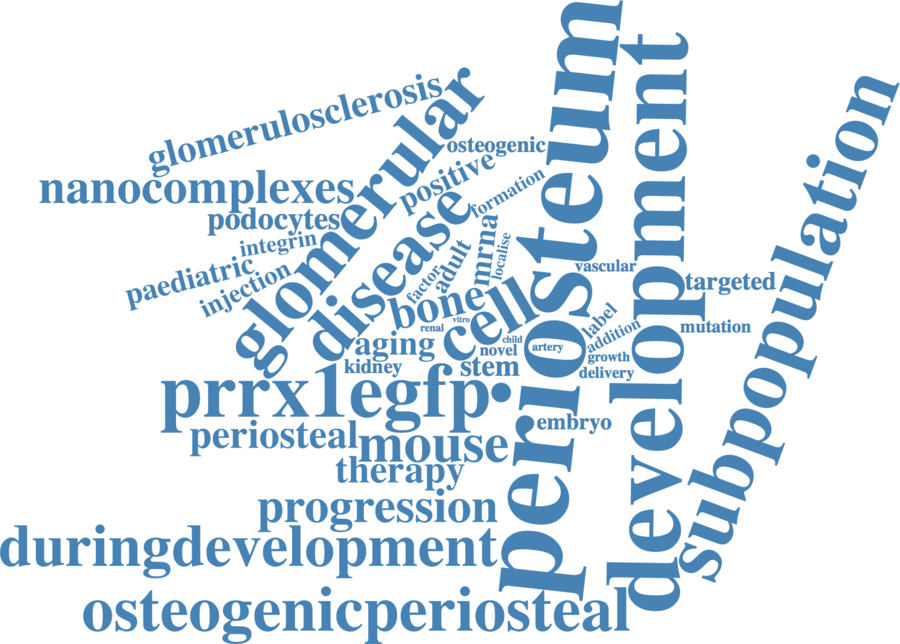 glomerulosclerosis
glomerular
periosteum
development
subpopulation
osteogenic
positive
nanocomplexes
podocytes
formation
disease
integrin
mrna
localise
adult
paediatric
injection
factor
vascular
targeted
bone
cell
vitro
renal
label
addition
mutation
aging
child
novel
artery
growth
kidney
stem
delivery
prrx1egfp•
embryo
periosteal
mouse
therapy
progression
duringdevelopment
osteogenicperiosteal